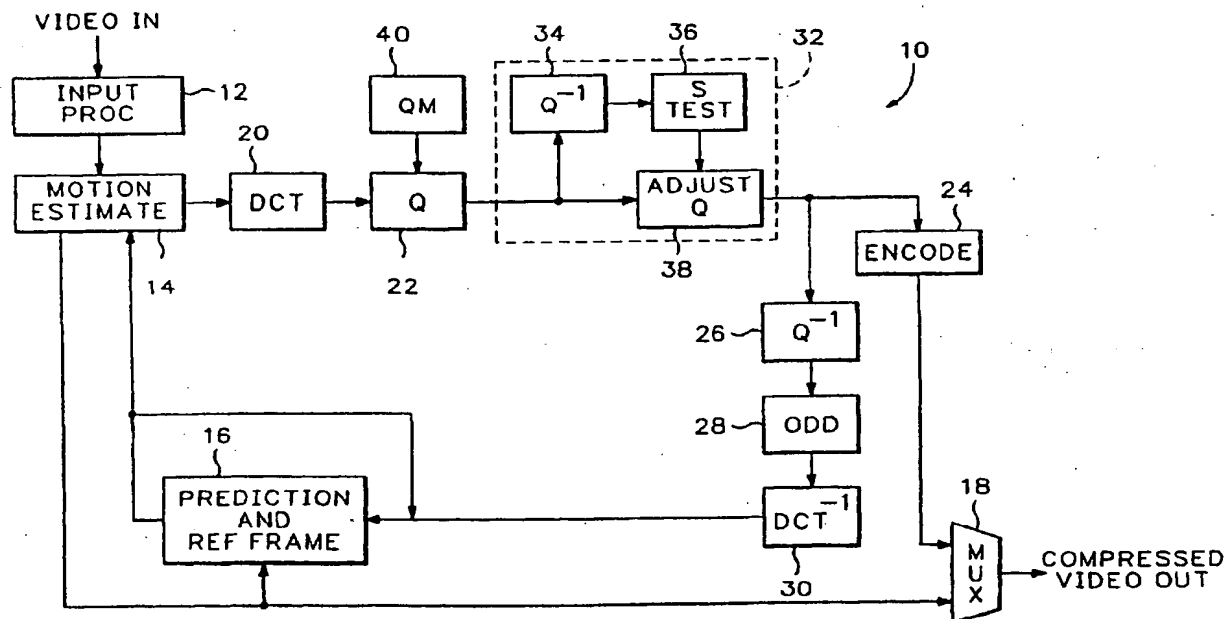 VIDEO IN
INPUT
PROC
12
40
QM
34
Q⁻¹
36
S
TEST
32
10
20
MOTION
ESTIMATE
DCT
Q
ADJUST
Q
24
ENCODE
14
22
38
26
Q⁻¹
28
ODD
16
PREDICTION
AND
REF FRAME
DCT⁻¹
30
18
MUX
COMPRESSED
VIDEO OUT